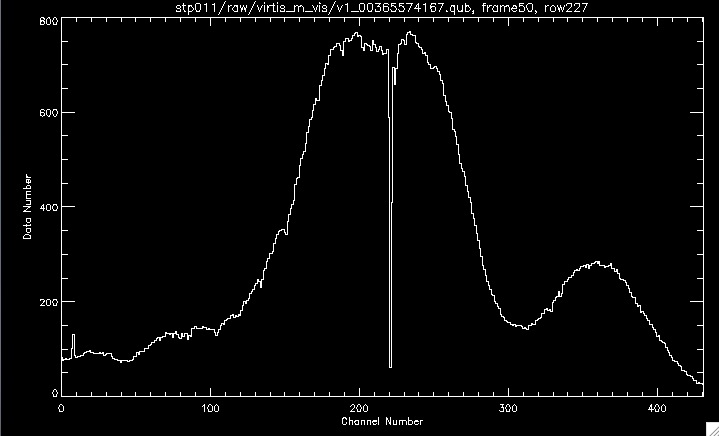 stp011/raw/virtis_m_vis/v1_00365574167.qub, frame50, row227
800
600
400
200
0
Data Number
0 100 200 300 400
Channel Number